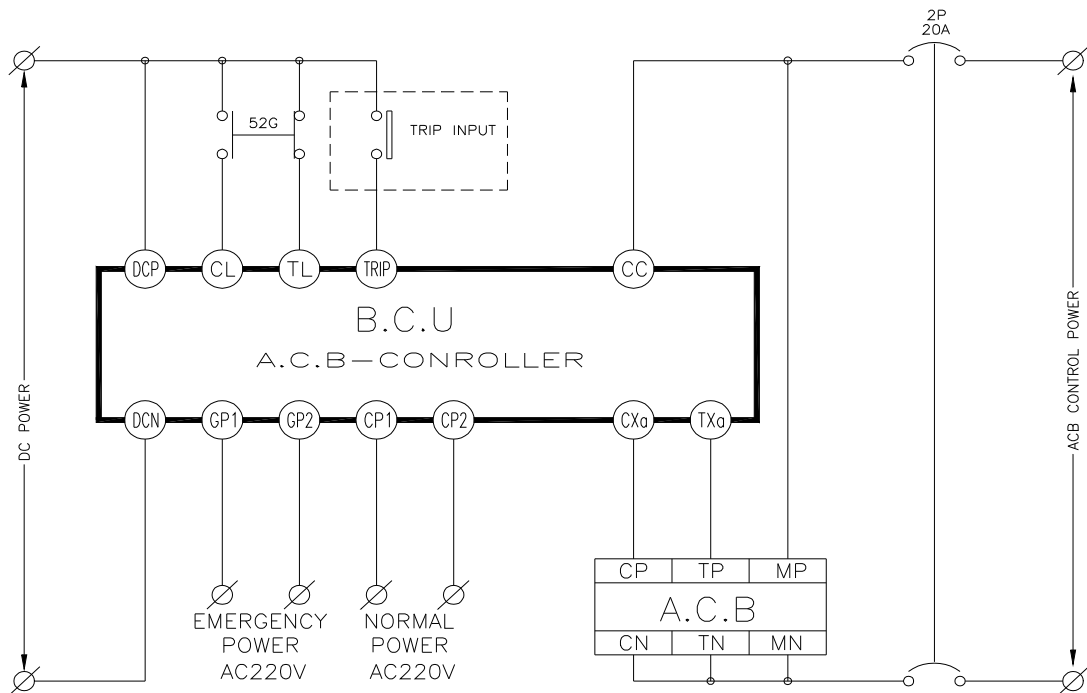 2P
20A
52G
TRIP INPUT
DCP
CL
TL
TRIP
CC
B.C.U
A.C.B-CONROLLER
DC POWER
ACB CONTROL POWER
DCN
GP1
GP2
CP1
CP2
CXa
TXa
CP
TP
MP
A.C.B
CN
TN
MN
EMERGENCY
POWER
AC220V
NORMAL
POWER
AC220V